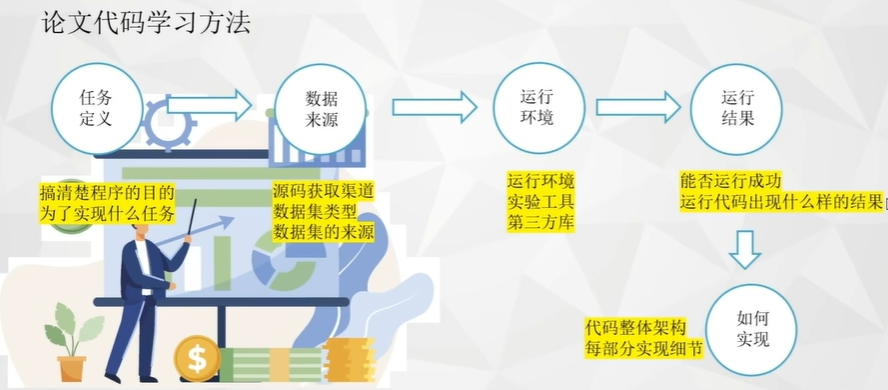 论文代码学习方法
任务
定义
数据
来源
运行
环境
运行
结果
搞清楚程序的目的
为了实现什么任务
源码获取渠道
数据集类型
数据集的来源
运行环境
实验工具
第三方库
能否运行成功
运行代码出现什么样的结果
代码整体架构
每部分实现细节
如何
实现
$